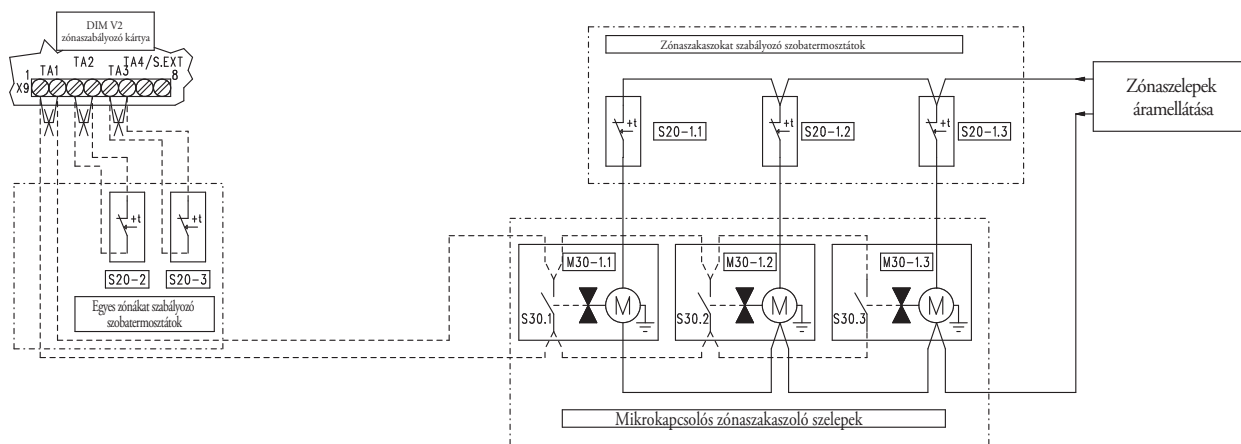 DIM V2
zónaszabályozó kártya
TA2
TA4/S.EXT
1
TA1
TA3
8
X9
Zónaszakaszokat szabályozó szobatermosztátok
Zónaszelepek
áramellátása
+t
S20-1.1
+t
S20-1.2
+t
S20-1.3
+t
+t
S20-2
S20-3
Egyes zónákat szabályozó
szobatermosztátok
M30-1.1
M30-1.2
M30-1.3
M
M
M
S30.1
S30.2
S30.3
Mikrokapcsolós zónaszakaszoló szelepek